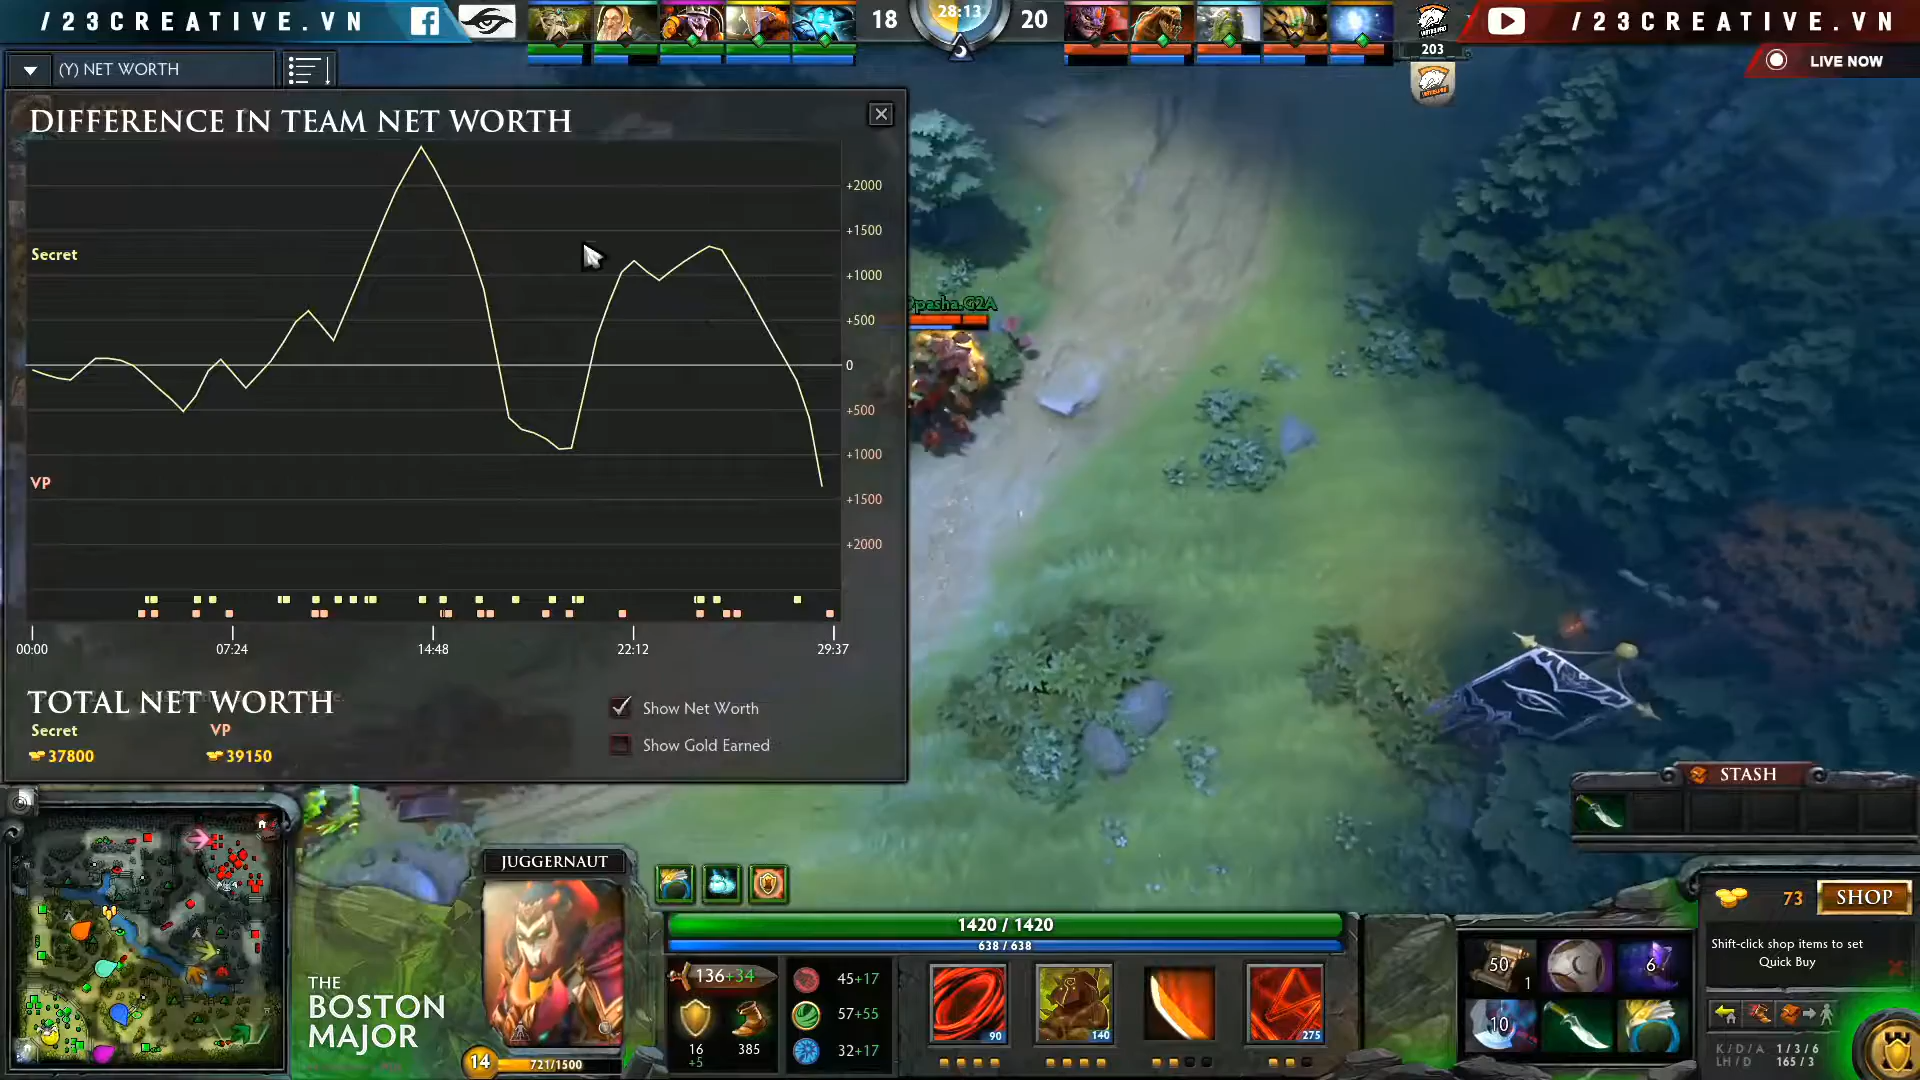 /23CREATIVE.VN
18
28:13
20
203
/23CREATIVE.VN
LIVE NOW
(Y) NET WORTH
DIFFERENCE IN TEAM NET WORTH
+2000
+1500
Secret
+1000
+500
0
+500
+1000
VP
+1500
+2000
00:00
07:24
14:48
22:12
29:37
TOTAL NET WORTH
Secret
VP
37800
39150
Show Net Worth
Show Gold Earned
pasha.G2A
STASH
THE
BOSTON
MAJOR
JUGGERNAUT
14
721/1500
1420 / 1420
638 / 638
136+34
16
+5
385
45+17
57+55
32+17
90
140
275
50
1
6
10
73
SHOP
Shift-click shop items to set
Quick Buy
K / D / A 1 / 3 / 6
LH / D 165 / 3